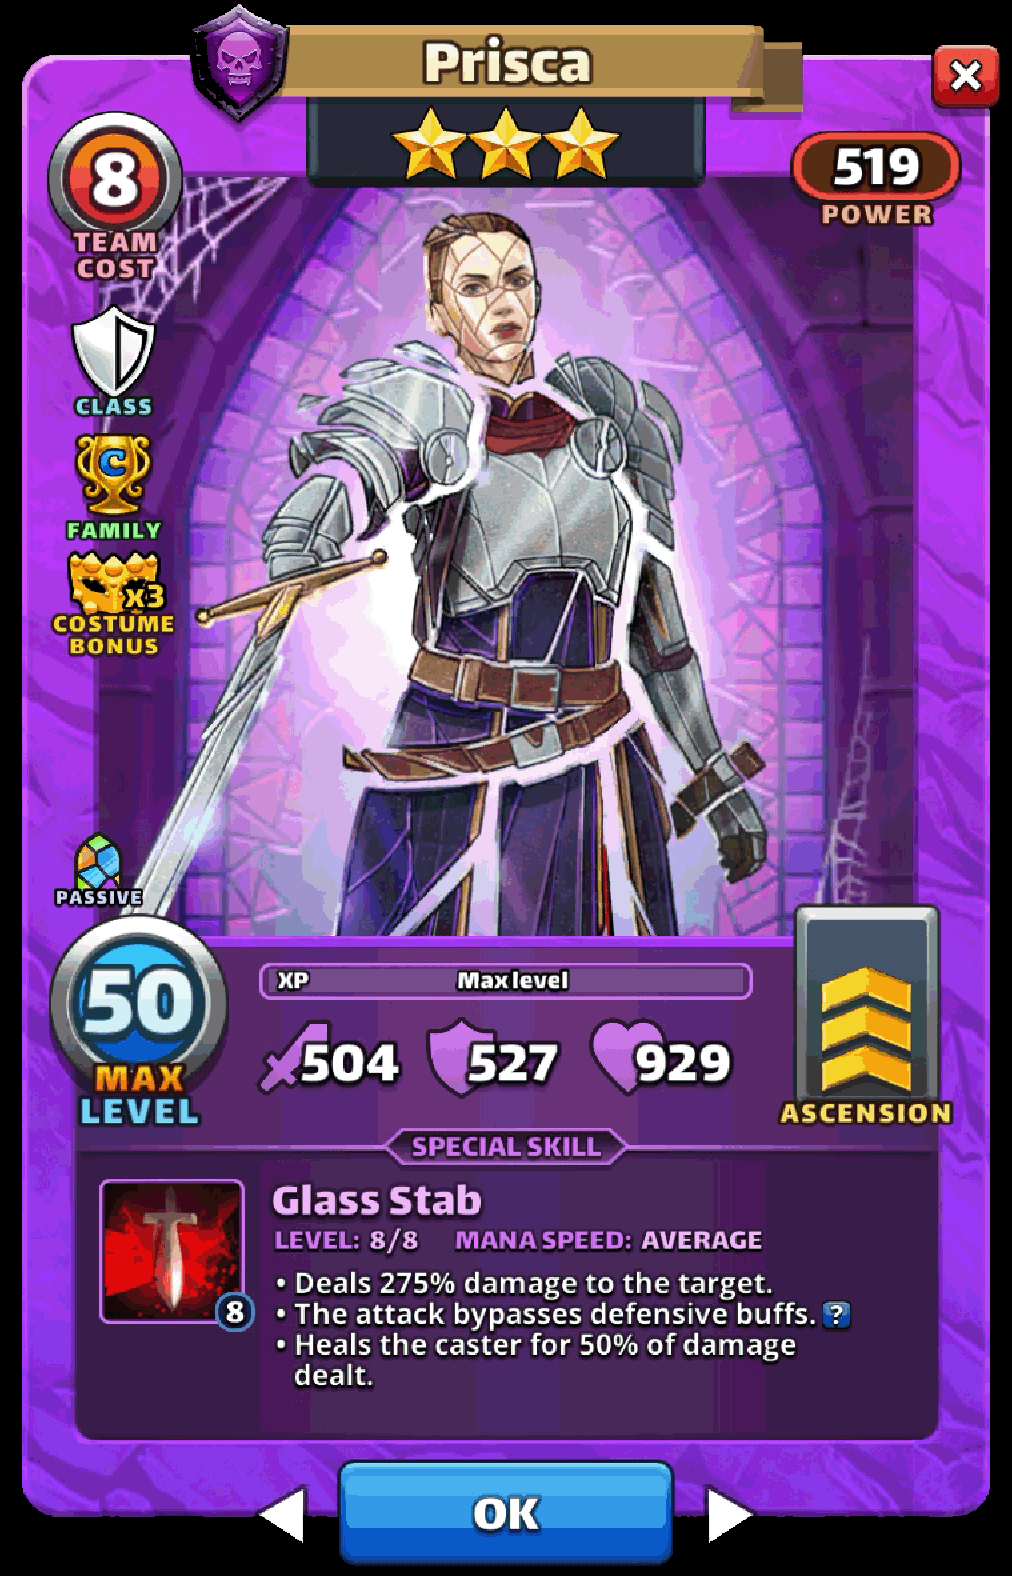 Prisca
8
TEAM
COST
519
POWER
CLASS
C
FAMILY
x3
COSTUME
BONUS
PASSIVE
50
MAX
LEVEL
XP Max level
504 527 929
ASCENSION
SPECIAL SKILL
Glass Stab
LEVEL: 8/8 MANA SPEED: AVERAGE
8
• Deals 275% damage to the target.
• The attack bypasses defensive buffs. ?
• Heals the caster for 50% of damage
dealt.
OK